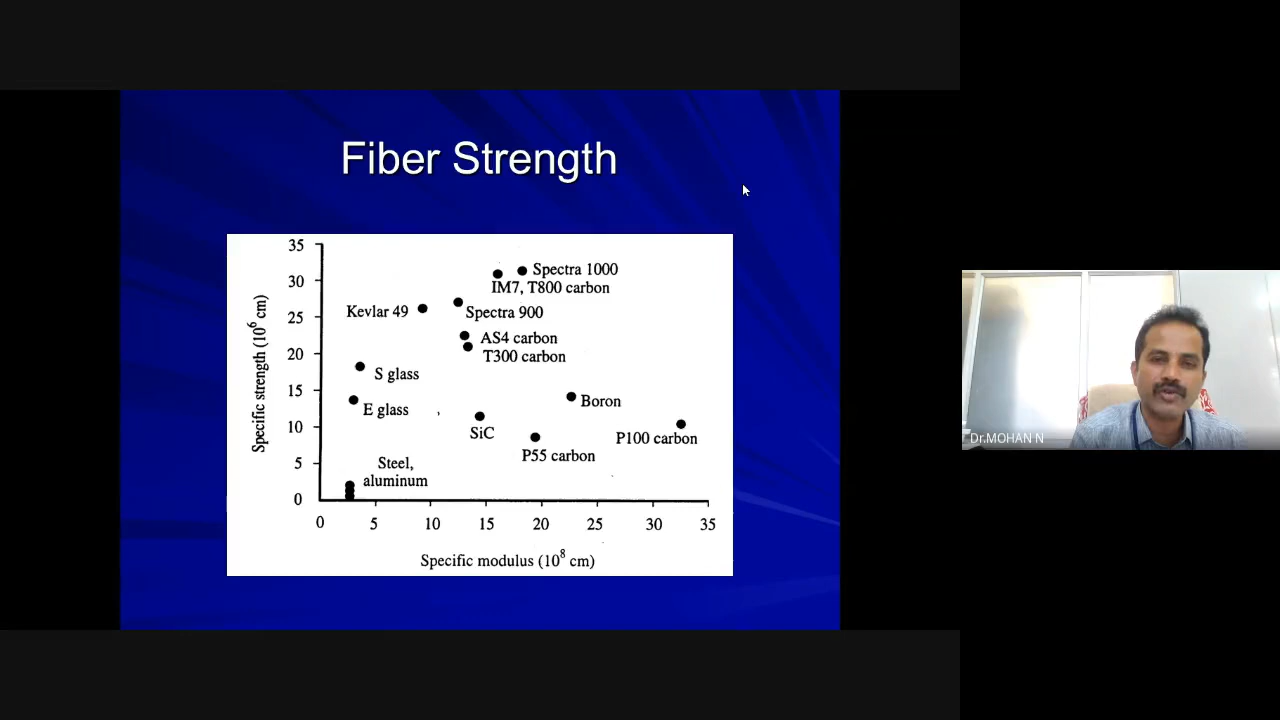 Fiber Strength
35
30
25
20
15
10
5
0
Specific strength (10⁶ cm)
Spectra 1000
IM7, T800 carbon
Kevlar 49
Spectra 900
AS4 carbon
T300 carbon
S glass
E glass
Boron
SiC
P100 carbon
P55 carbon
Steel,
aluminum
0 5 10 15 20 25 30 35
Specific modulus (10⁸ cm)
Dr.MOHAN N